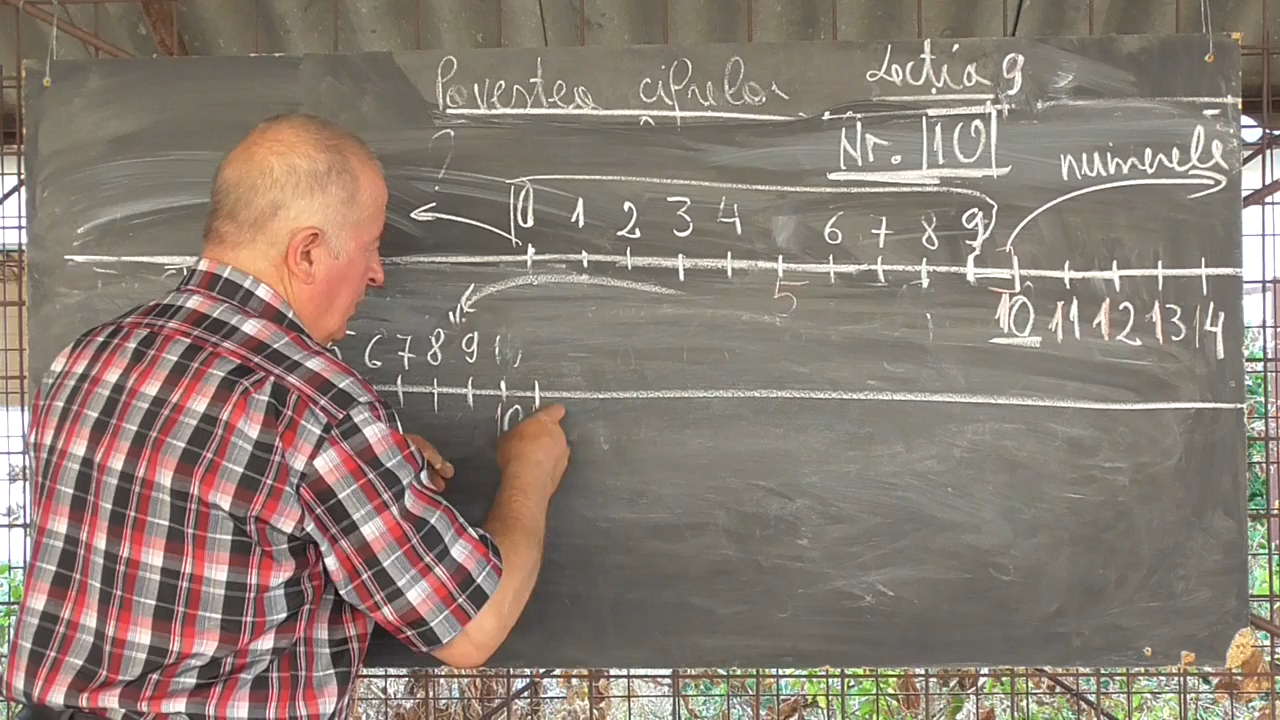 Povestea cifrelor Lecția 9
Nr. 10
? numerele
0 1 2 3 4 6 7 8 9
5 10 11 12 13 14
6 7 8 9
10